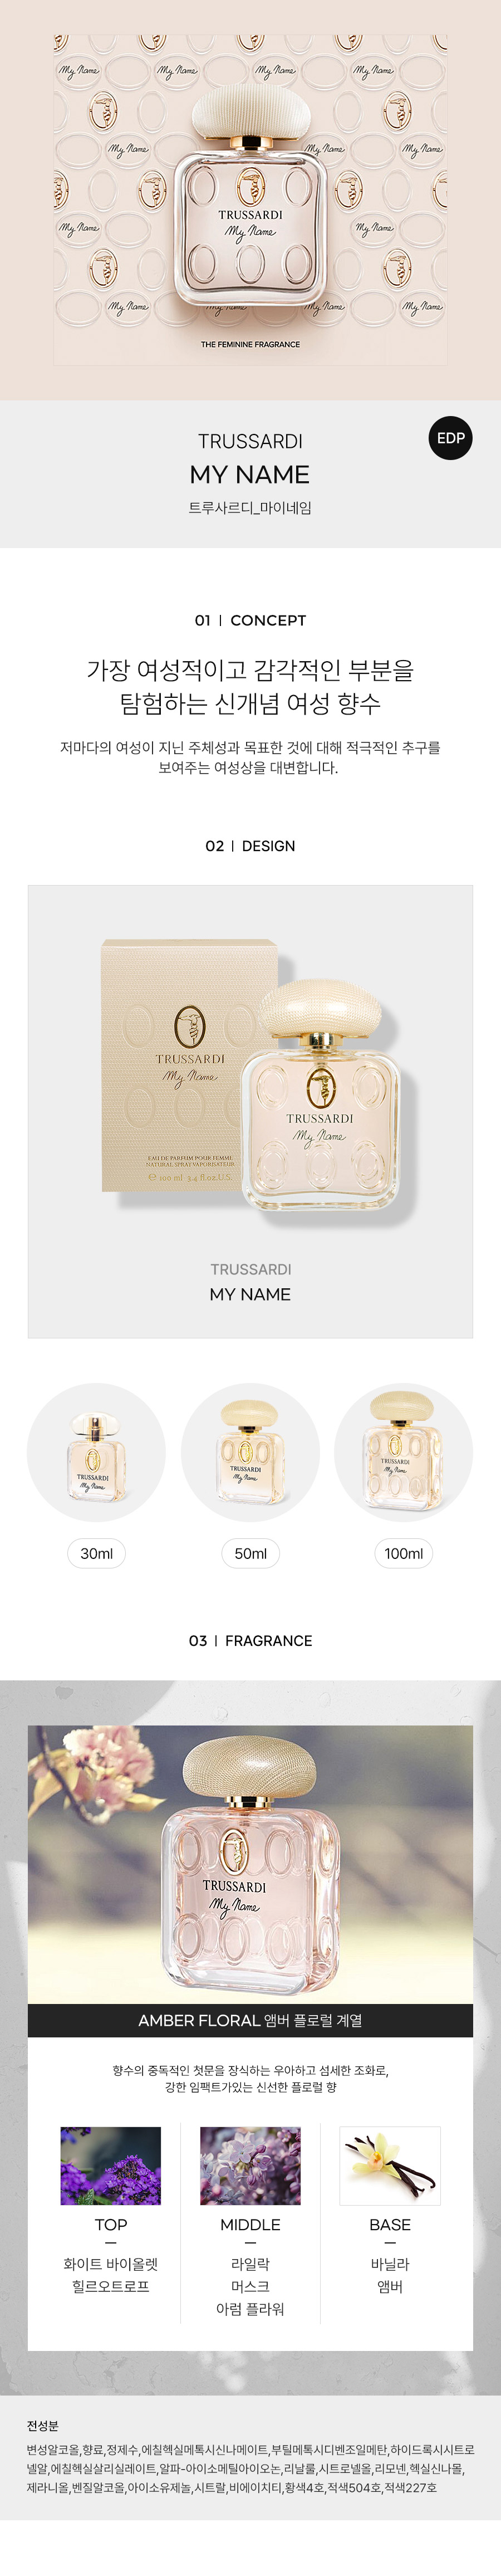 My Name My Name My Name My Name
My Name My Name My Name
TRUSSARDI
My Name
My Name My Name
My Name My Name My Name
THE FEMININE FRAGRANCE
EDP
TRUSSARDI
MY NAME
트루사르디_마이네임
01 | CONCEPT
가장 여성적이고 감각적인 부분을
탐험하는 신개념 여성 향수
저마다의 여성이 지닌 주체성과 목표한 것에 대해 적극적인 추구를
보여주는 여성상을 대변합니다.
02 | DESIGN
TRUSSARDI
My Name
EAU DE PARFUM POUR FEMME
NATURAL SPRAY VAPORISATEUR
℮ 100 ml 3.4 fl.oz.U.S.
TRUSSARDI
My Name
TRUSSARDI
MY NAME
TRUSSARDI
My Name
TRUSSARDI
My Name
TRUSSARDI
My Name
30ml
50ml
100ml
03 | FRAGRANCE
TRUSSARDI
My Name
AMBER FLORAL 앰버 플로럴 계열
향수의 중독적인 첫문을 장식하는 우아하고 섬세한 조화로,
강한 임팩트가있는 신선한 플로럴 향
TOP
화이트 바이올렛
힐르오트로프
MIDDLE
라일락
머스크
아럼 플라워
BASE
바닐라
앰버
전성분
변성알코올,향료,정제수,에칠헥실메톡시신나메이트,부틸메톡시디벤조일메탄,하이드록시시트로
넬알,에칠헥실살리실레이트,알파-아이소메틸아이오논,리날룰,시트로넬올,리모넨,헥실신나몰,
제라니올,벤질알코올,아이소유제놀,시트랄,비에이치티,황색4호,적색504호,적색227호